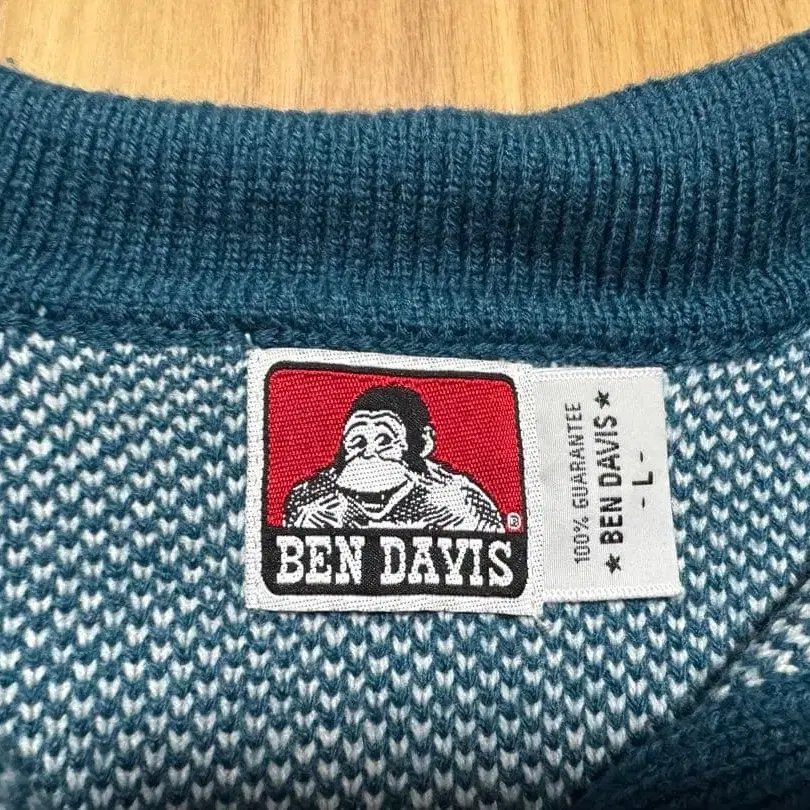 BEN DAVIS
®
100% GUARANTEE
★ BEN DAVIS ★
- L -